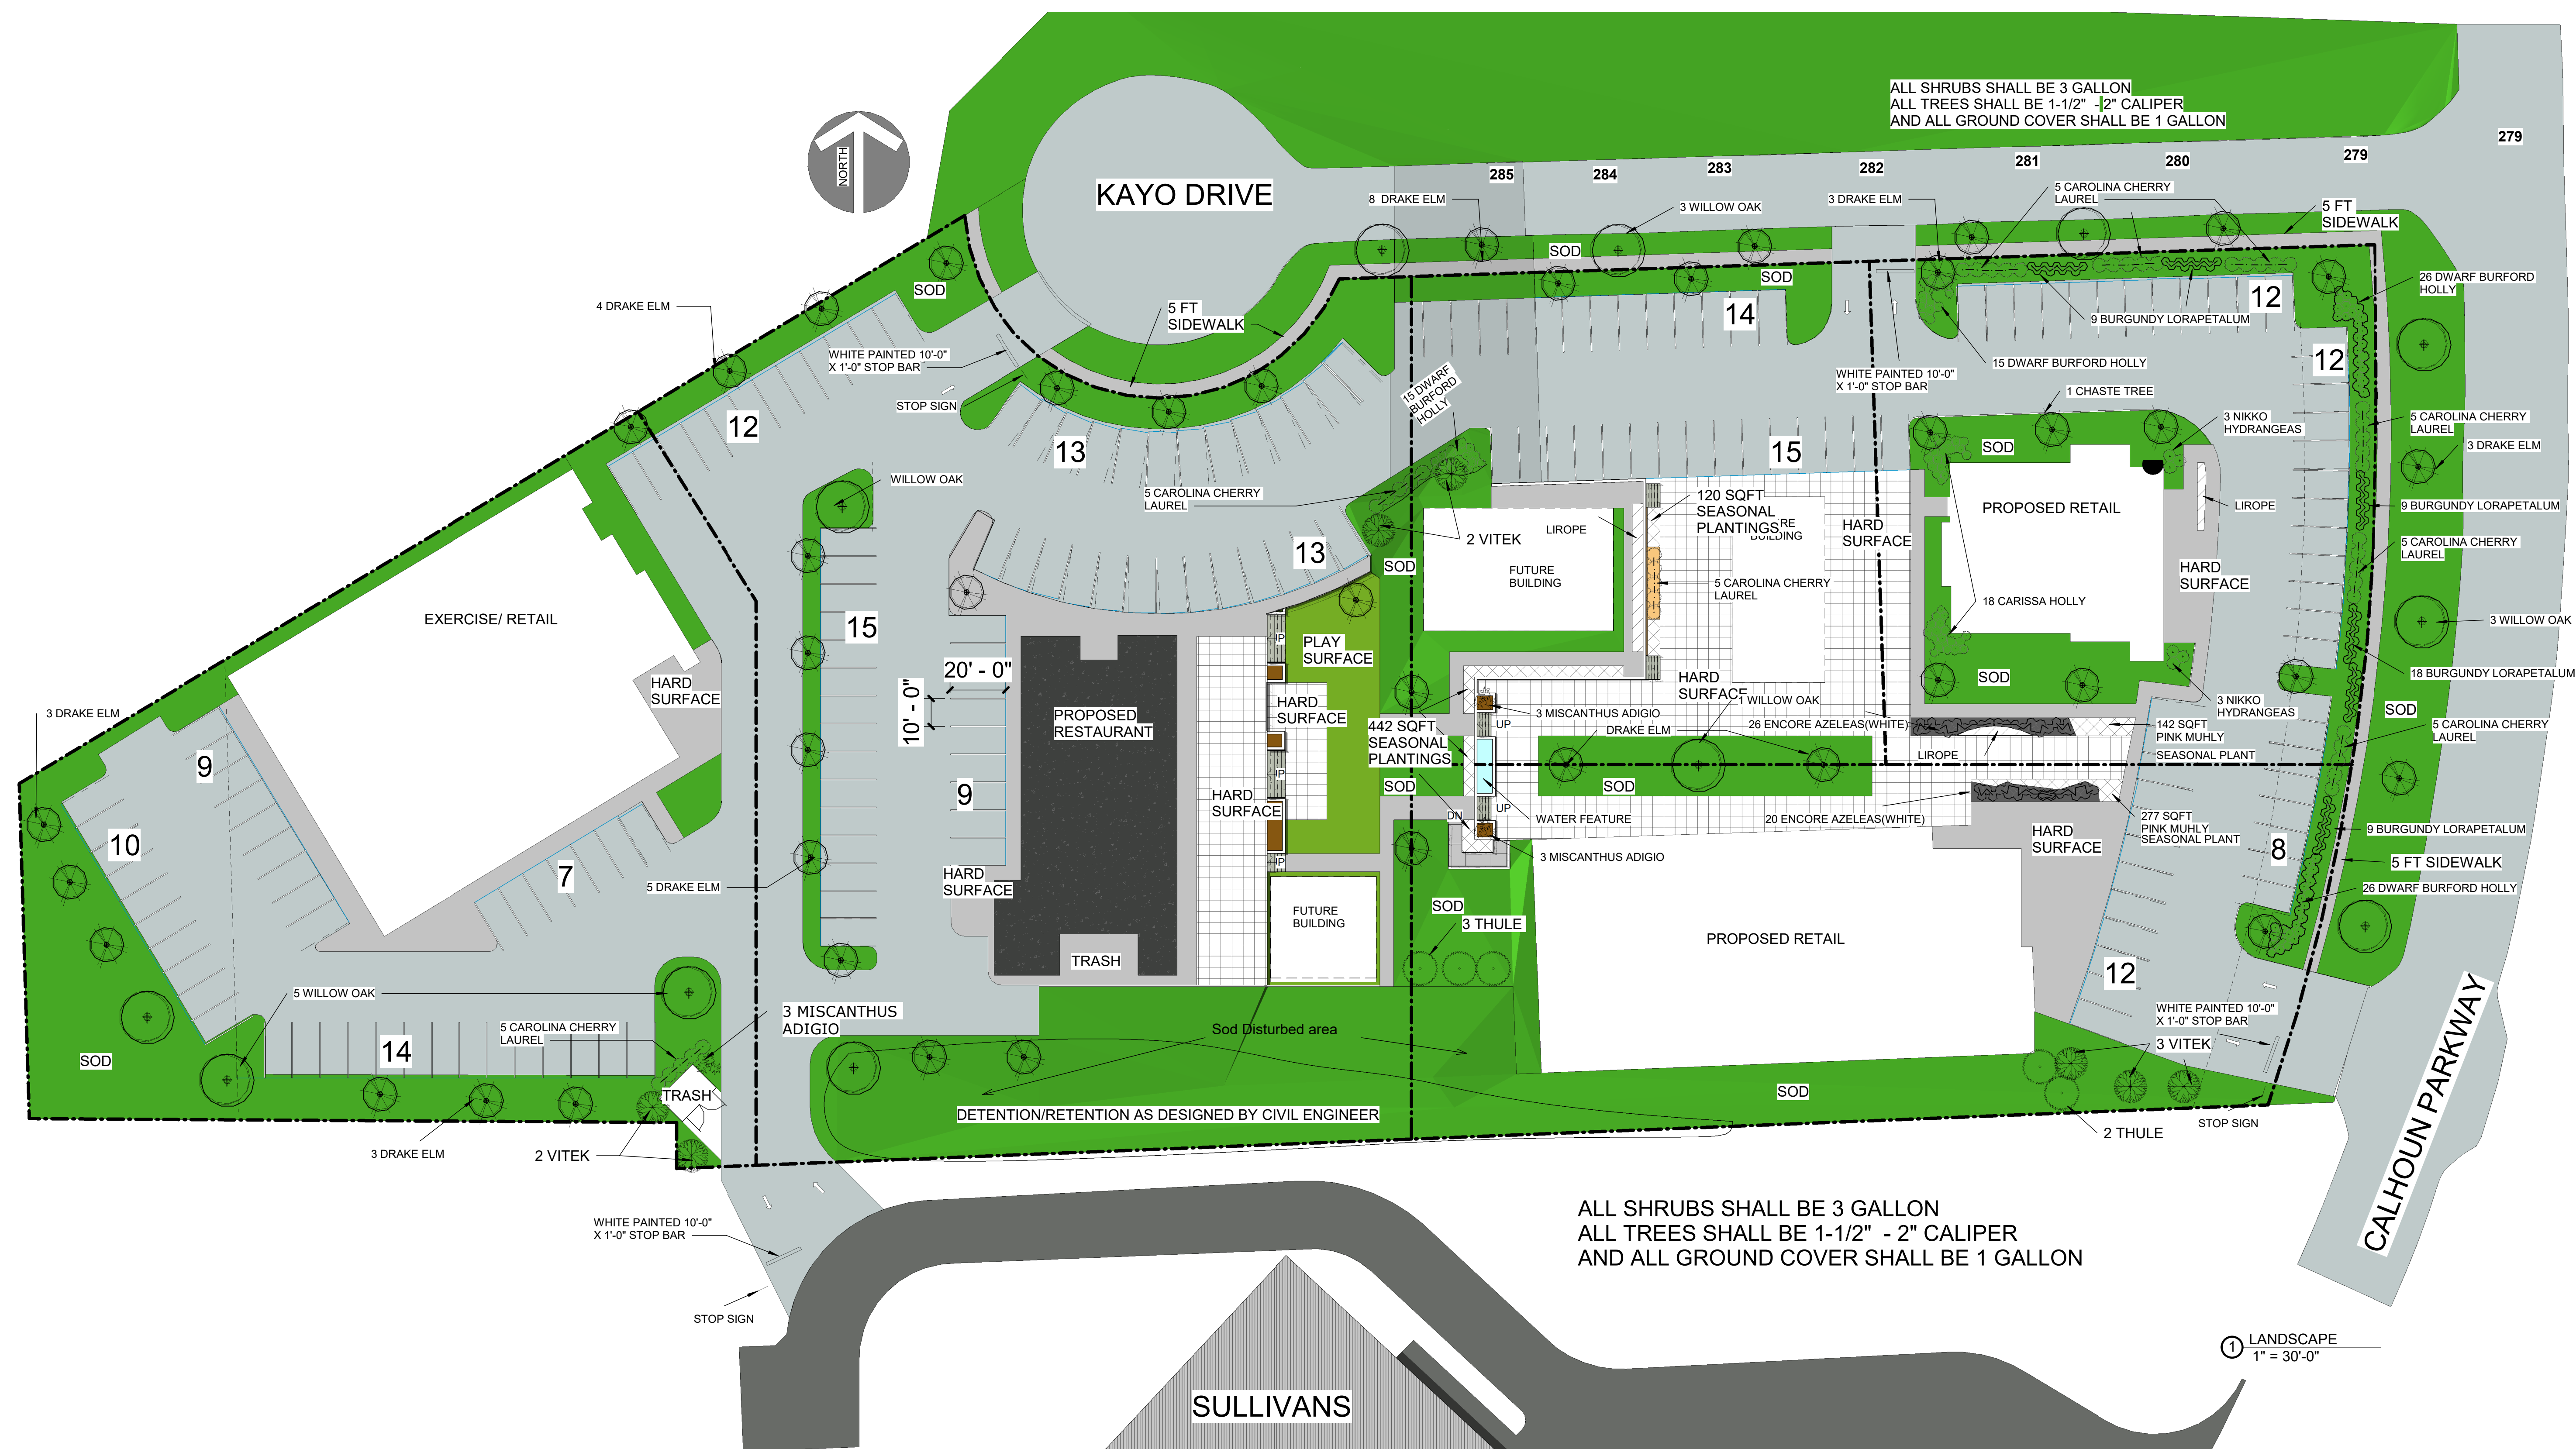 ALL SHRUBS SHALL BE 3 GALLON
ALL TREES SHALL BE 1-1/2" - 2" CALIPER
AND ALL GROUND COVER SHALL BE 1 GALLON
279
279
280
281
282
283
284
285
NORTH
KAYO DRIVE
8 DRAKE ELM
3 WILLOW OAK
3 DRAKE ELM
5 CAROLINA CHERRY
LAUREL
5 FT
SIDEWALK
SOD
SOD
SOD
26 DWARF BURFORD
HOLLY
12
9 BURGUNDY LORAPETALUM
14
4 DRAKE ELM
5 FT
SIDEWALK
WHITE PAINTED 10'-0"
X 1'-0" STOP BAR
STOP SIGN
15 DWARF BURFORD HOLLY
WHITE PAINTED 10'-0"
X 1'-0" STOP BAR
12
1 CHASTE TREE
15 DWARF
BURFORD
HOLLY
3 NIKKO
HYDRANGEAS
5 CAROLINA CHERRY
LAUREL
3 DRAKE ELM
12
13
15
SOD
WILLOW OAK
5 CAROLINA CHERRY
LAUREL
120 SQFT
SEASONAL
PLANTINGS
RE
BUILDING
HARD
SURFACE
PROPOSED RETAIL
LIROPE
9 BURGUNDY LORAPETALUM
2 VITEK
LIROPE
13
SOD
FUTURE
BUILDING
5 CAROLINA CHERRY
LAUREL
5 CAROLINA CHERRY
LAUREL
HARD
SURFACE
18 CARISSA HOLLY
EXERCISE/ RETAIL
15
3 WILLOW OAK
PLAY
SURFACE
20' - 0"
10' - 0"
HARD
SURFACE
HARD
SURFACE
SOD
18 BURGUNDY LORAPETALUM
UP
HARD
SURFACE
3 DRAKE ELM
PROPOSED
RESTAURANT
3 MISCANTHUS ADIGIO
1 WILLOW OAK
26 ENCORE AZELEAS(WHITE)
DRAKE ELM
UP
3 NIKKO
HYDRANGEAS
SOD
142 SQFT
PINK MUHLY
5 CAROLINA CHERRY
LAUREL
442 SQFT
SEASONAL
PLANTINGS
LIROPE
SEASONAL PLANT
9
UP
SOD
SOD
9
HARD
SURFACE
UP
DN
WATER FEATURE
20 ENCORE AZELEAS(WHITE)
277 SQFT
PINK MUHLY
SEASONAL PLANT
9 BURGUNDY LORAPETALUM
10
HARD
SURFACE
8
5 FT SIDEWALK
UP
3 MISCANTHUS ADIGIO
7
5 DRAKE ELM
HARD
SURFACE
26 DWARF BURFORD HOLLY
FUTURE
BUILDING
SOD
3 THULE
PROPOSED RETAIL
TRASH
12
5 WILLOW OAK
3 MISCANTHUS
ADIGIO
5 CAROLINA CHERRY
LAUREL
Sod Disturbed area
WHITE PAINTED 10'-0"
X 1'-0" STOP BAR
3 VITEK
14
SOD
TRASH
SOD
DETENTION/RETENTION AS DESIGNED BY CIVIL ENGINEER
STOP SIGN
2 THULE
3 DRAKE ELM
2 VITEK
CALHOUN PARKWAY
WHITE PAINTED 10'-0"
X 1'-0" STOP BAR
STOP SIGN
ALL SHRUBS SHALL BE 3 GALLON
ALL TREES SHALL BE 1-1/2" - 2" CALIPER
AND ALL GROUND COVER SHALL BE 1 GALLON
SULLIVANS
1
LANDSCAPE
1" = 30'-0"